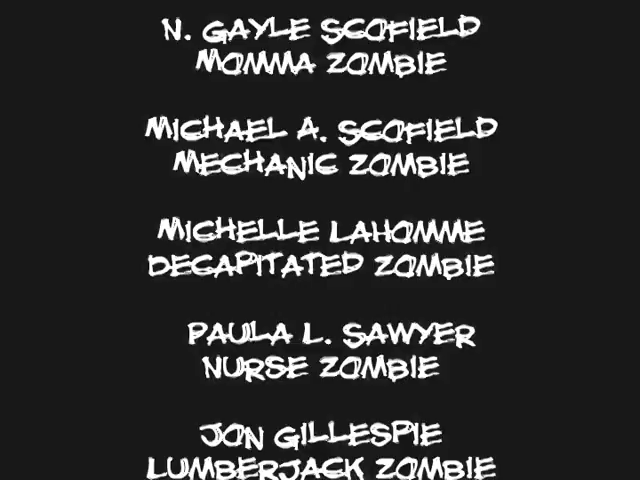 N. GAYLE SCOFIELD
MOMMA ZOMBIE
MICHAEL A. SCOFIELD
MECHANIC ZOMBIE
MICHELLE LAHOMME
DECAPITATED ZOMBIE
PAULA L. SAWYER
NURSE ZOMBIE
JON GILLESPIE
LUMBERJACK ZOMBIE